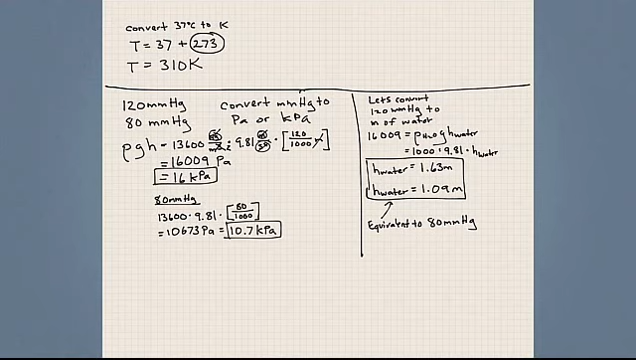 convert 37°C to K
T = 37 + 273
T = 310K
120mmHg
80 mmHg
convert mmHg to
Pa or kPa
ρgh = 13600 · 9.81 · [120/1000]
= 16009 Pa
= 16 kPa
80mmHg
13600 · 9.81 · [80/1000]
= 10673 Pa = 10.7 kPa
Lets convert
120 mmHg to
m of water
16009 = ρH₂O g hwater
= 1000 · 9.81 · hwater
hwater = 1.63m
hwater = 1.09m
Equivalent to 80mmHg